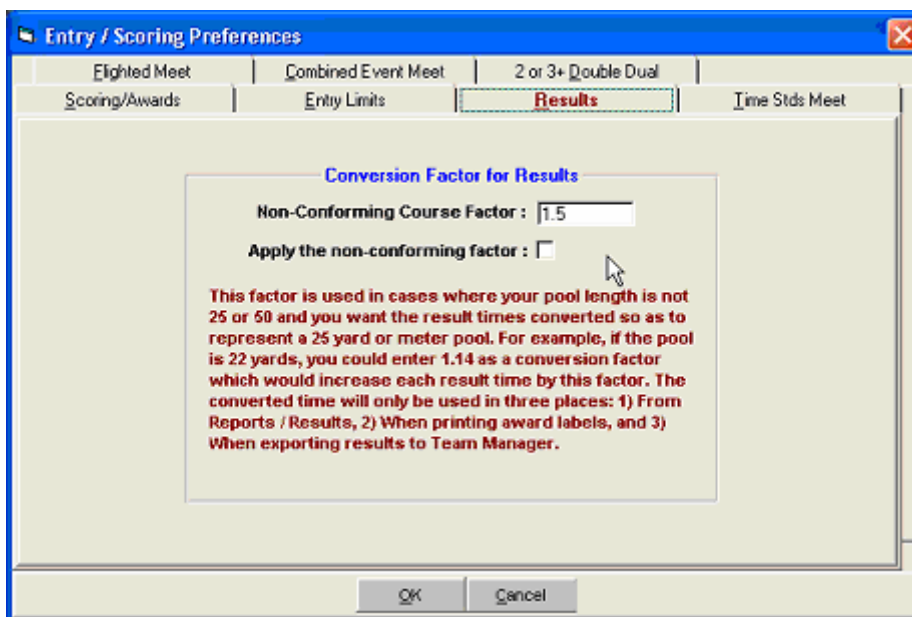 Entry / Scoring Preferences
Flighted Meet
Combined Event Meet
2 or 3+ Double Dual
Scoring/Awards
Entry Limits
Results
Time Stds Meet
Conversion Factor for Results
Non-Conforming Course Factor : 1.5
Apply the non-conforming factor :
This factor is used in cases where your pool length is not
25 or 50 and you want the result times converted so as to
represent a 25 yard or meter pool. For example, if the pool
is 22 yards, you could enter 1.14 as a conversion factor
which would increase each result time by this factor. The
converted time will only be used in three places: 1) From
Reports / Results, 2) When printing award labels, and 3)
When exporting results to Team Manager.
OK
Cancel